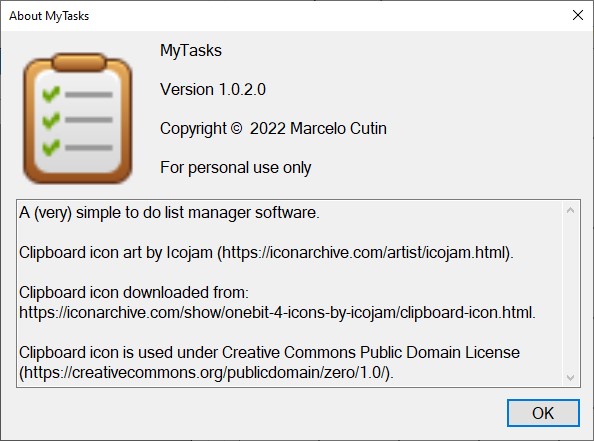 About MyTasks
MyTasks
Version 1.0.2.0
Copyright ©  2022 Marcelo Cutin
For personal use only
A (very) simple to do list manager software.
Clipboard icon art by Icojam (https://iconarchive.com/artist/icojam.html).
Clipboard icon downloaded from:
https://iconarchive.com/show/onebit-4-icons-by-icojam/clipboard-icon.html.
Clipboard icon is used under Creative Commons Public Domain License
(https://creativecommons.org/publicdomain/zero/1.0/).
OK